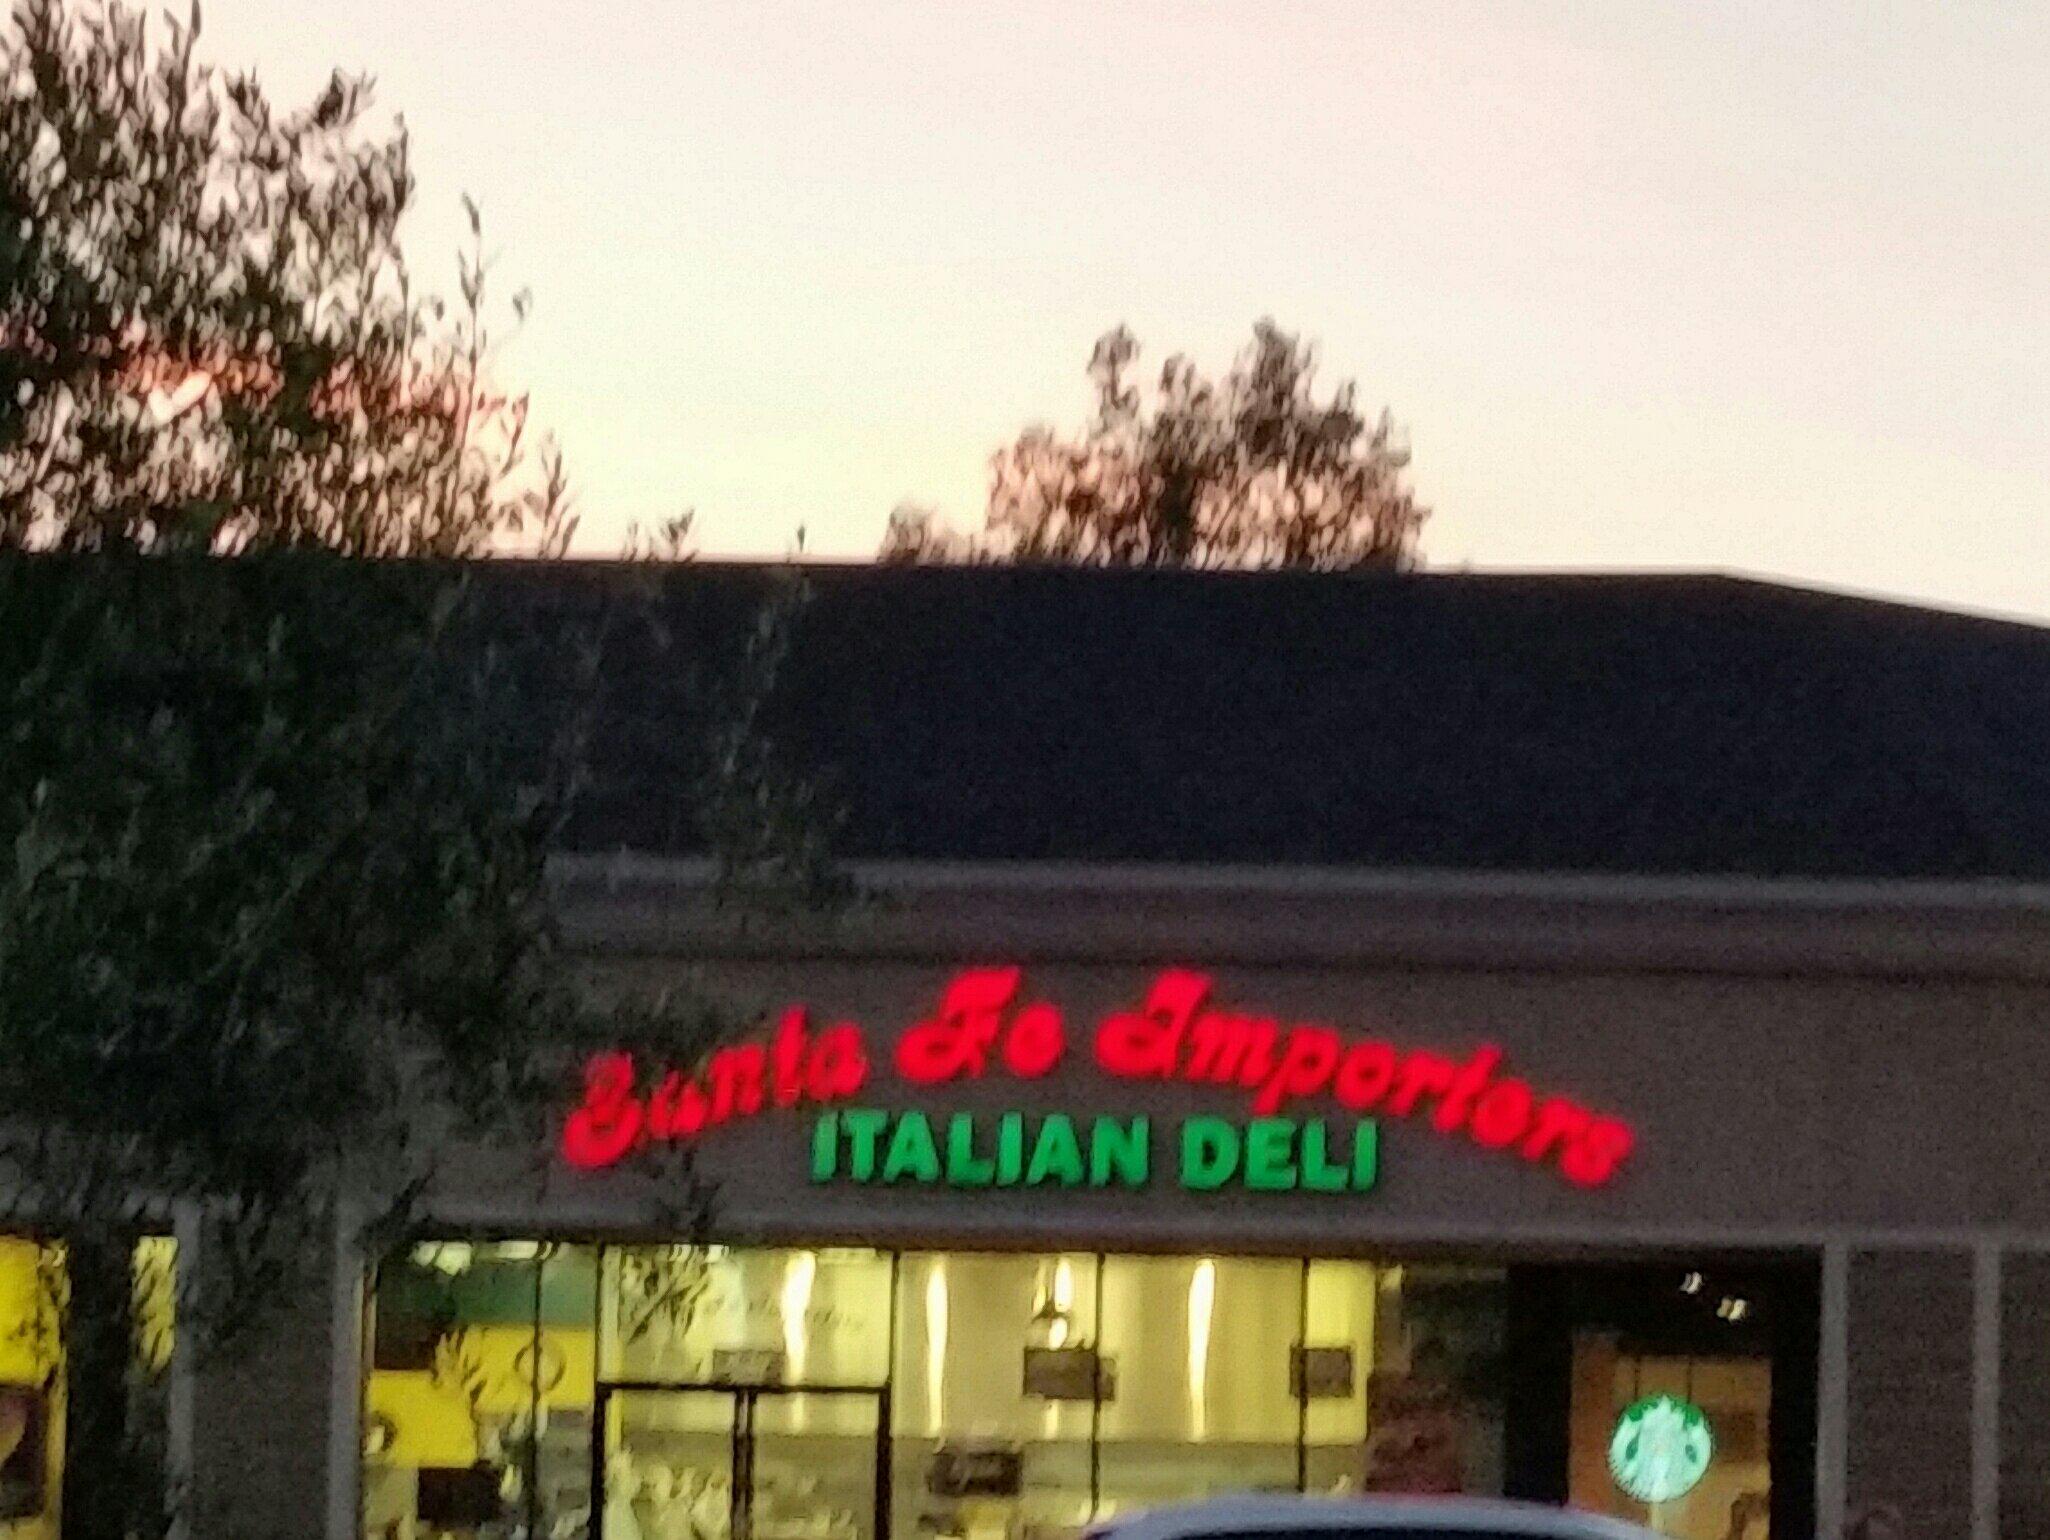 Santa Fe Importers
ITALIAN DELI